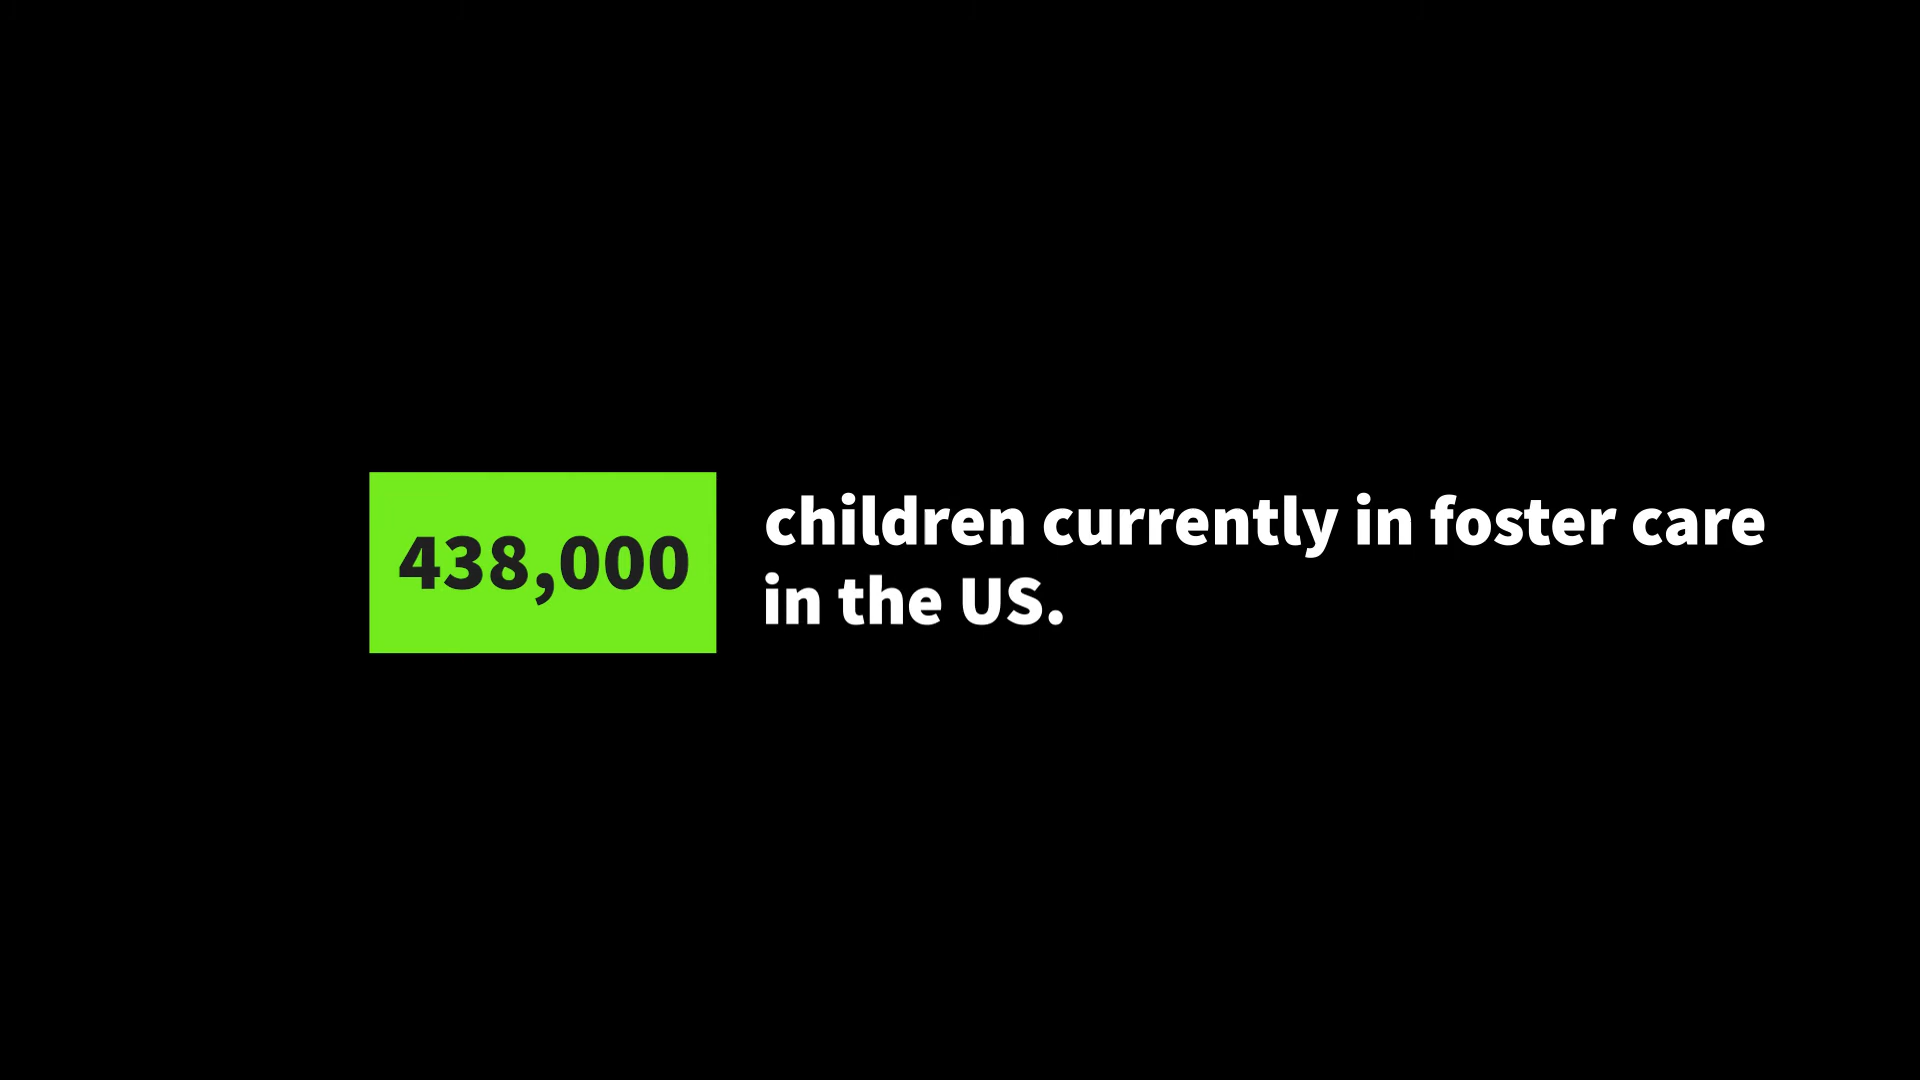 438,000
children currently in foster care
in the US.